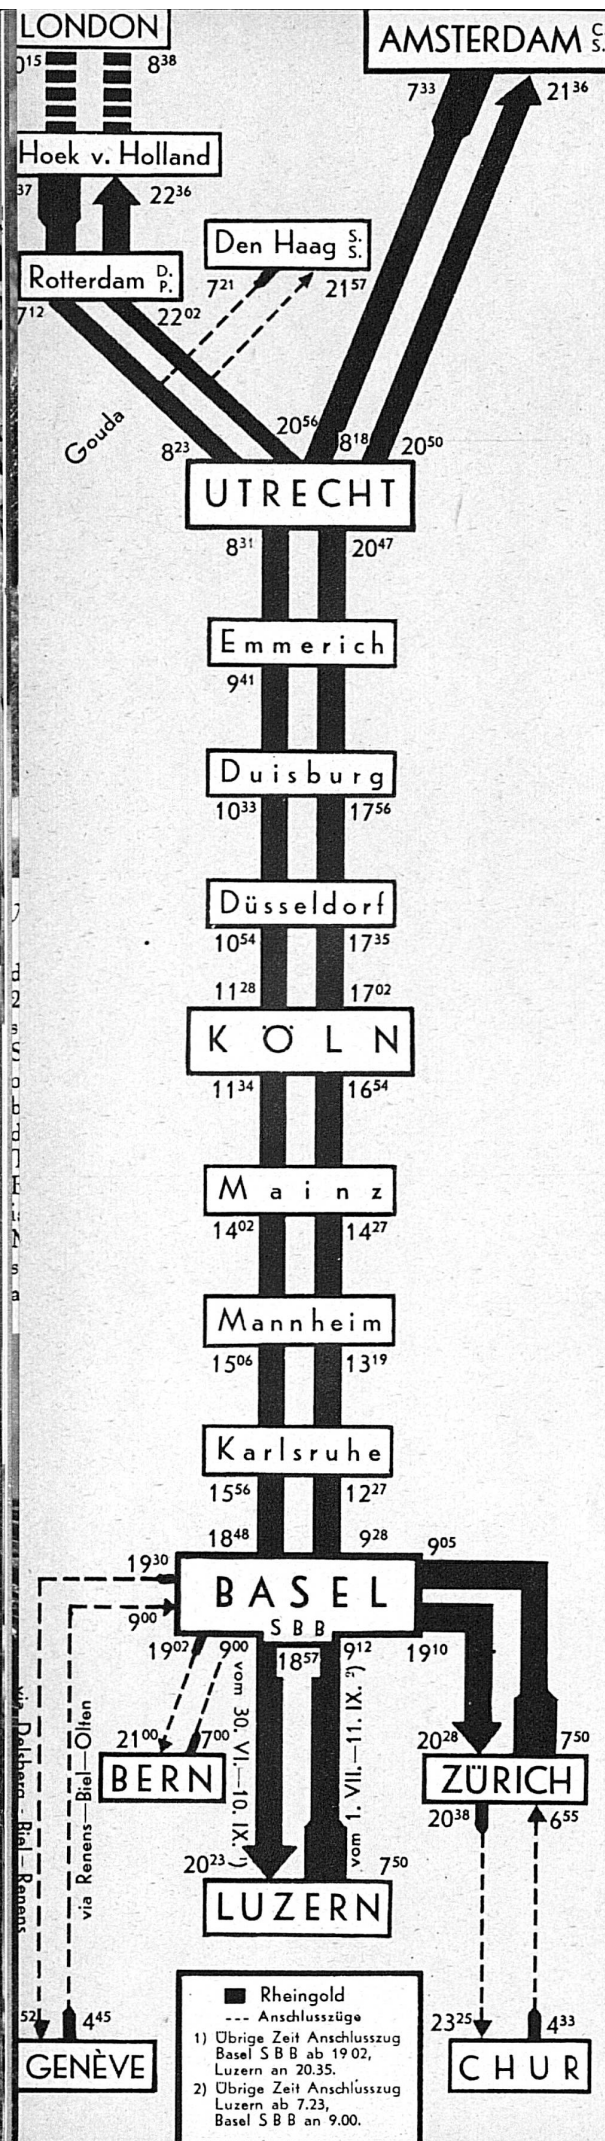 LONDON
AMSTERDAM C. S.
8³⁸
7³³
21³⁶
Hoek v. Holland
22³⁶
Den Haag S. S.
Rotterdam D. P.
7²¹
21⁵⁷
7¹²
22⁰²
Gouda
8²³
20⁵⁶
8¹⁸
20⁵⁰
UTRECHT
8³¹
20⁴⁷
Emmerich
9⁴¹
Duisburg
10³³
17⁵⁶
Düsseldorf
10⁵⁴
17³⁵
11²⁸
17⁰²
KÖLN
11³⁴
16⁵⁴
Mainz
14⁰²
14²⁷
Mannheim
15⁰⁶
13¹⁹
Karlsruhe
15⁵⁶
12²⁷
18⁴⁸
9²⁸
9⁰⁵
19³⁰
BASEL
SBB
9⁰⁰
19⁰²
9⁰⁰
18⁵⁷
9¹²
19¹⁰
vom 30. VI.–10. IX. ¹)
vom 1. VII.–11. IX. ²)
via Delsberg-Biel-Renens
via Renens–Biel–Olten
21⁰⁰
7⁰⁰
BERN
20²⁸
7⁵⁰
ZÜRICH
20³⁸
6⁵⁵
20²³
7⁵⁰
LUZERN
4⁴⁵
GENÈVE
23²⁵
4³³
CHUR
Rheingold
--- Anschlusszüge
1) Übrige Zeit Anschlusszug
Basel SBB ab 19 02,
Luzern an 20.35.
2) Übrige Zeit Anschlusszug
Luzern ab 7.23,
Basel SBB an 9.00.